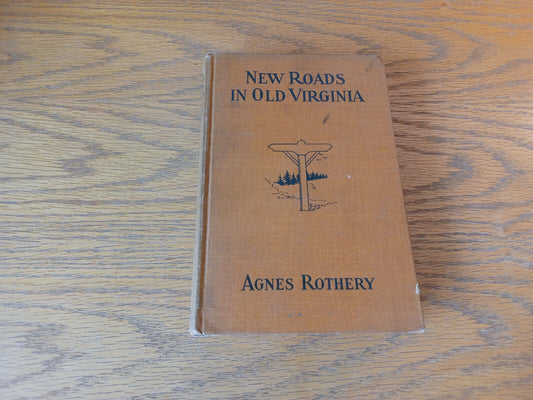 NEW ROADS
IN OLD VIRGINIA
AGNES ROTHERY